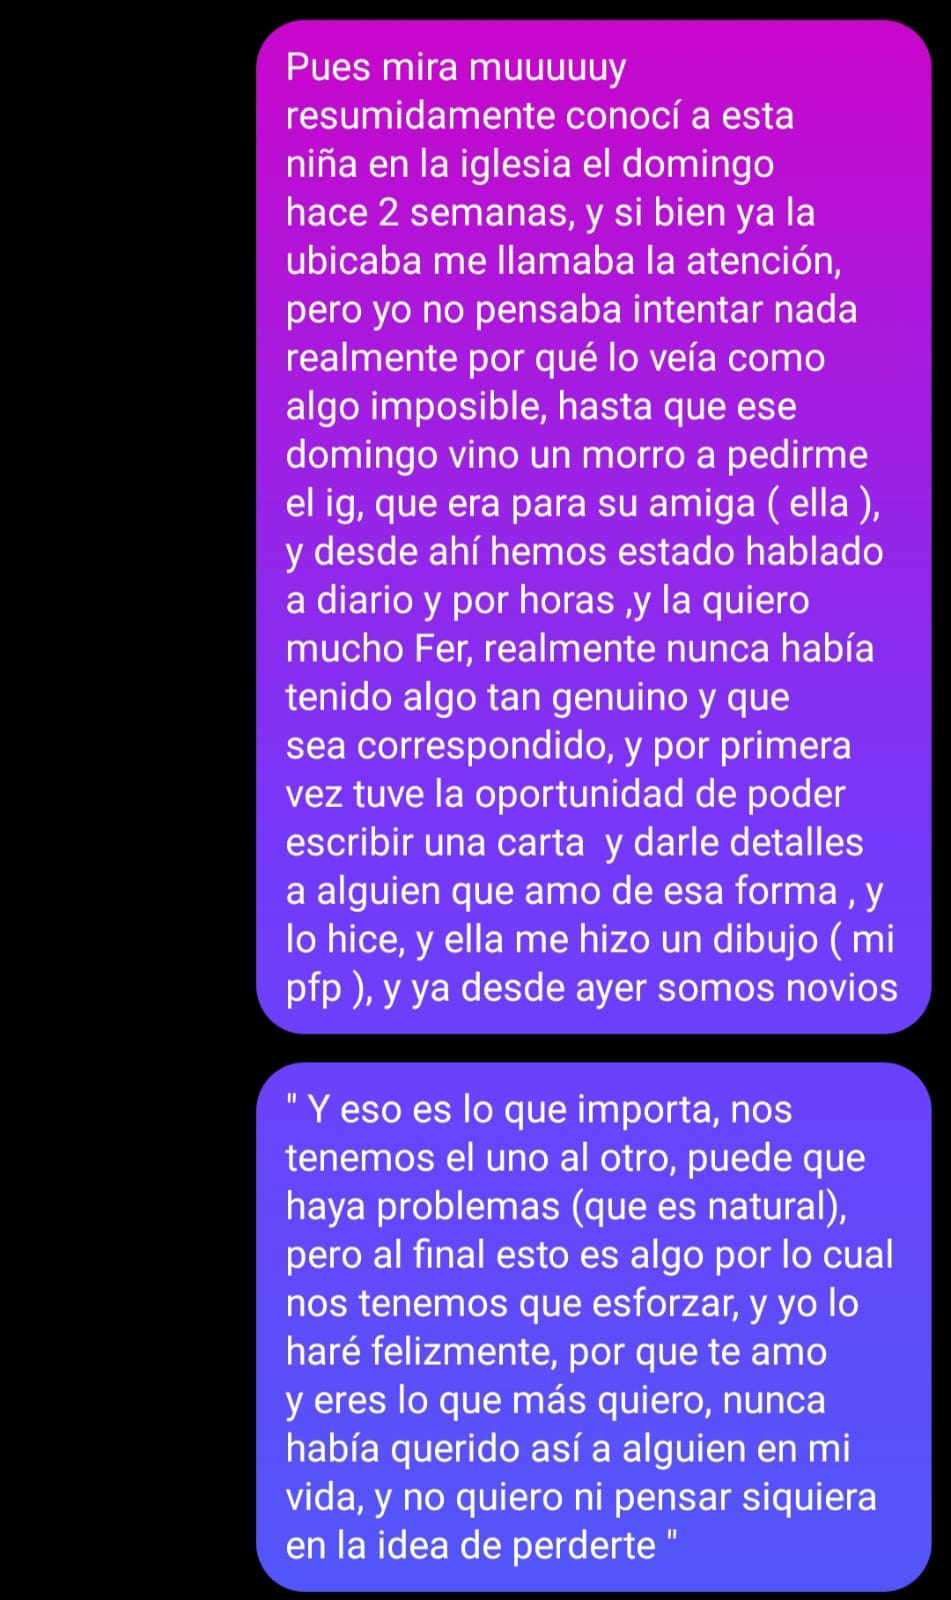 Pues mira muuuuuy
resumidamente conocí a esta
niña en la iglesia el domingo
hace 2 semanas, y si bien ya la
ubicaba me llamaba la atención,
pero yo no pensaba intentar nada
realmente por qué lo veía como
algo imposible, hasta que ese
domingo vino un morro a pedirme
el ig, que era para su amiga ( ella ),
y desde ahí hemos estado hablado
a diario y por horas ,y la quiero
mucho Fer, realmente nunca había
tenido algo tan genuino y que
sea correspondido, y por primera
vez tuve la oportunidad de poder
escribir una carta  y darle detalles
a alguien que amo de esa forma , y
lo hice, y ella me hizo un dibujo ( mi
pfp ), y ya desde ayer somos novios
" Y eso es lo que importa, nos
tenemos el uno al otro, puede que
haya problemas (que es natural),
pero al final esto es algo por lo cual
nos tenemos que esforzar, y yo lo
haré felizmente, por que te amo
y eres lo que más quiero, nunca
había querido así a alguien en mi
vida, y no quiero ni pensar siquiera
en la idea de perderte "